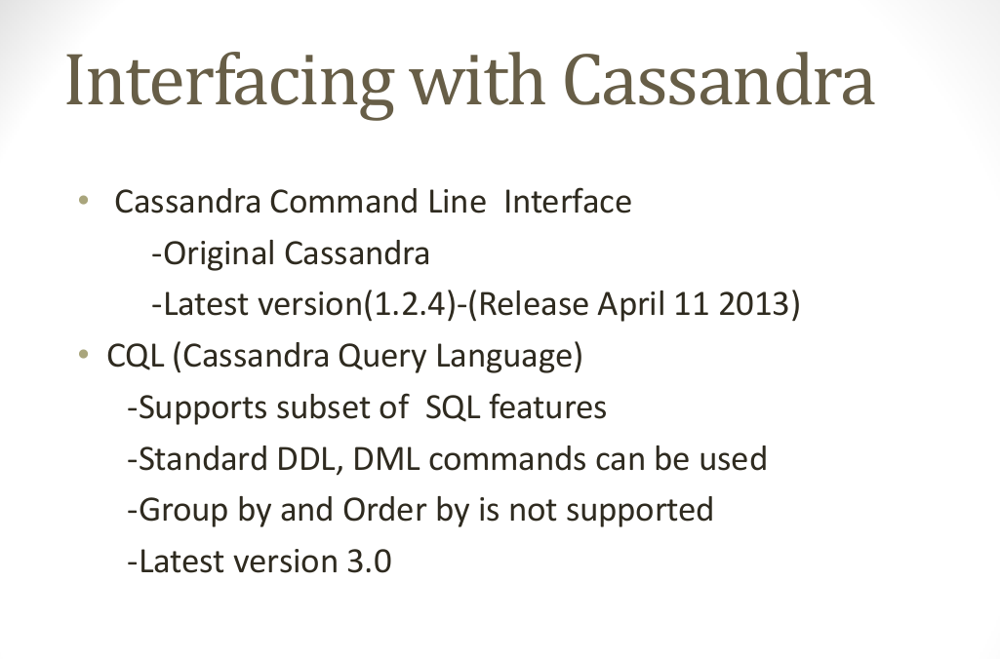 Interfacing with Cassandra
• Cassandra Command Line Interface
-Original Cassandra
-Latest version(1.2.4)-(Release April 11 2013)
• CQL (Cassandra Query Language)
-Supports subset of SQL features
-Standard DDL, DML commands can be used
-Group by and Order by is not supported
-Latest version 3.0